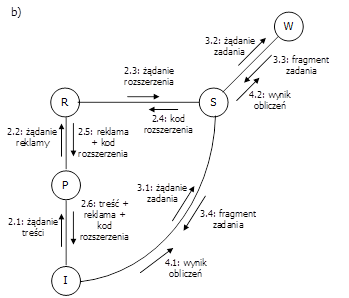 b)
W
3.2: żądanie
zadania
3.3: fragment
zadania
2.3: żądanie
rozszerzenia
4.2: wynik
obliczeń
R
S
2.4: kod
rozszerzenia
2.2: żądanie
reklamy
2.5: reklama
+ kod
rozszerzenia
P
3.1: żądanie
zadania
2.6: treść +
reklama +
kod
rozszerzenia
3.4: fragment
zadania
2.1: żądanie
treści
4.1: wynik
obliczeń
I